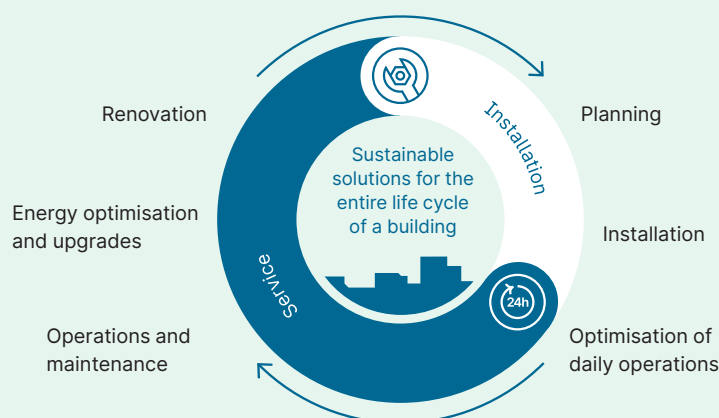 Renovation
Planning
Installation
Sustainable
solutions for the
entire life cycle
of a building
Energy optimisation
and upgrades
Installation
Service
24h
Operations and
maintenance
Optimisation of
daily operations